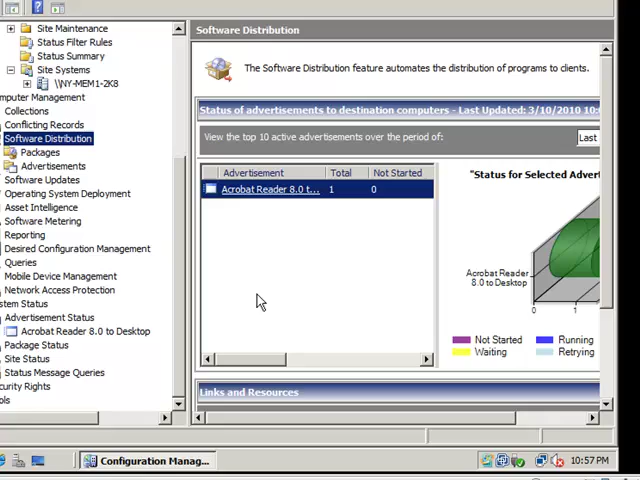 Site Maintenance
Status Filter Rules
Status Summary
Site Systems
\\NY-MEM1-2K8
mputer Management
Collections
Conflicting Records
Software Distribution
Packages
Advertisements
Software Updates
Operating System Deployment
Asset Intelligence
Software Metering
Reporting
Desired Configuration Management
Queries
Mobile Device Management
Network Access Protection
stem Status
Advertisement Status
Acrobat Reader 8.0 to Desktop
Package Status
Site Status
Status Message Queries
curity Rights
ols
Software Distribution
The Software Distribution feature automates the distribution of programs to clients.
Status of advertisements to destination computers - Last Updated: 3/10/2010 10:
View the top 10 active advertisements over the period of:
Last
Advertisement Total Not Started
Acrobat Reader 8.0 t... 1 0
"Status for Selected Advert
Acrobat Reader
8.0 to Desktop
0 1
Not Started Running
Waiting Retrying
Links and Resources
Configuration Manag...
10:57 PM